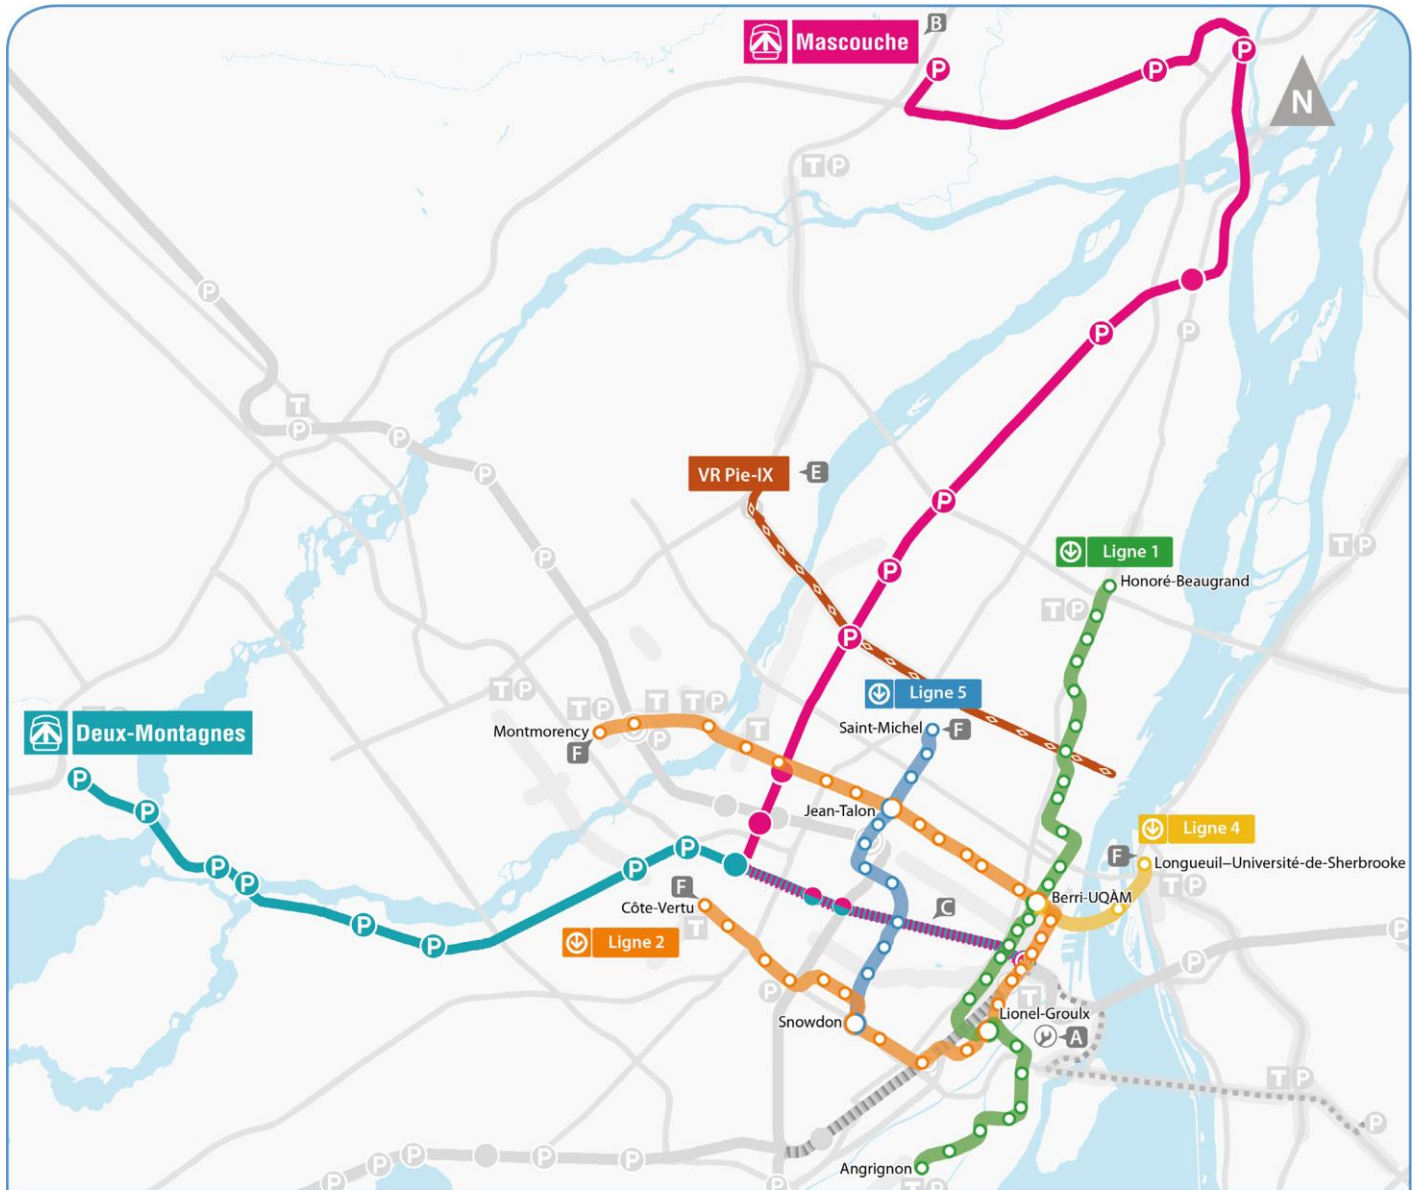 B
Mascouche
P
P
P
N
T P
P
P
P
P
T
P
P
P
VR Pie-IX
E
P
P
P
T P
Ligne 1
Honoré-Beaugrand
T P
P
T P
Ligne 5
T P
T
T P
Montmorency
F
P
T
Saint-Michel
F
Deux-Montagnes
P
P
Jean-Talon
Ligne 4
F
Longueuil–Université-de-Sherbrooke
T P
P
P
P
P
F
Côte-Vertu
Berri-UQÀM
C
P
P
T
Ligne 2
P
P
P
T
Snowdon
Lionel-Groulx
A
T P
P
P
P
P
P
P
Angrignon
P
T P